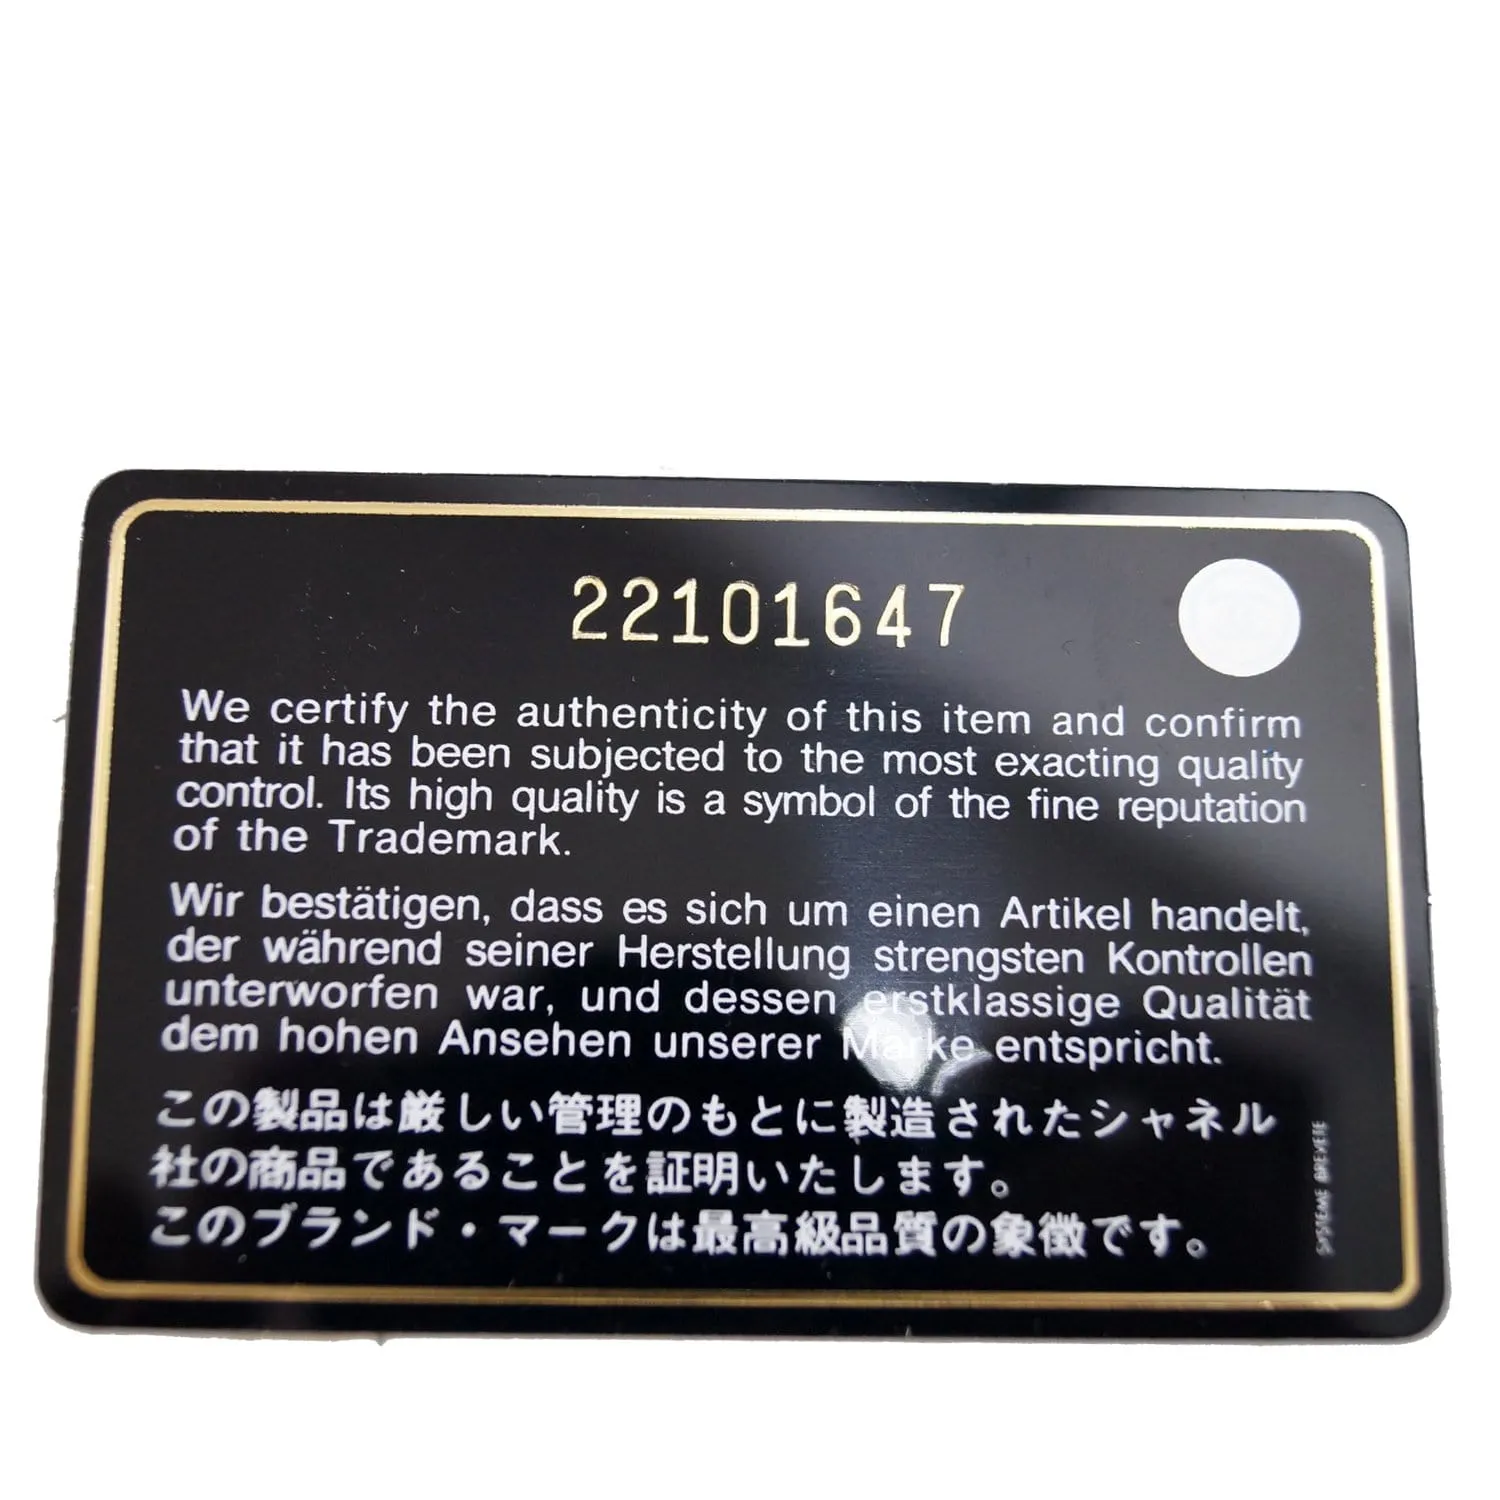 22101647
We certify the authenticity of this item and confirm
that it has been subjected to the most exacting quality
control. Its high quality is a symbol of the fine reputation
of the Trademark.
Wir bestätigen, dass es sich um einen Artikel handelt,
der während seiner Herstellung strengsten Kontrollen
unterworfen war, und dessen erstklassige Qualität
dem hohen Ansehen unserer Marke entspricht.
この製品は厳しい管理のもとに製造されたシャネル
社の商品であることを証明いたします。
このブランド・マークは最高級品質の象徴です。
SYSTEME BREVETE